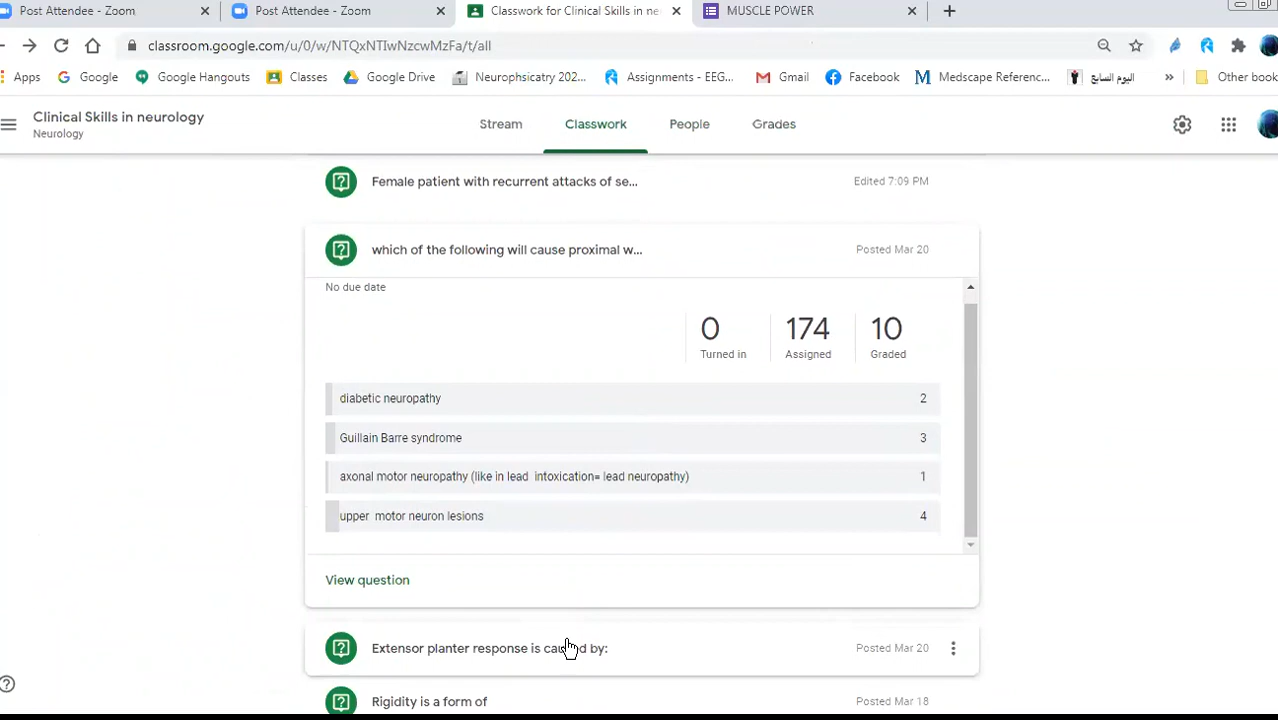 Post Attendee - Zoom
Post Attendee - Zoom
Classwork for Clinical Skills in ne
MUSCLE POWER
classroom.google.com/u/0/w/NTQxNTIwNzcwMzFa/t/all
Apps
Google
Google Hangouts
Classes
Google Drive
Neurophsicatry 202...
Assignments - EEG...
Gmail
Facebook
Medscape Referenc...
اليوم السابع
Other book
Clinical Skills in neurology
Neurology
Stream
Classwork
People
Grades
Female patient with recurrent attacks of se...
Edited 7:09 PM
which of the following will cause proximal w...
Posted Mar 20
No due date
0
174
10
Turned in
Assigned
Graded
diabetic neuropathy 2
Guillain Barre syndrome 3
axonal motor neuropathy (like in lead intoxication= lead neuropathy) 1
upper motor neuron lesions 4
View question
Extensor planter response is caused by:
Posted Mar 20
Rigidity is a form of
Posted Mar 18